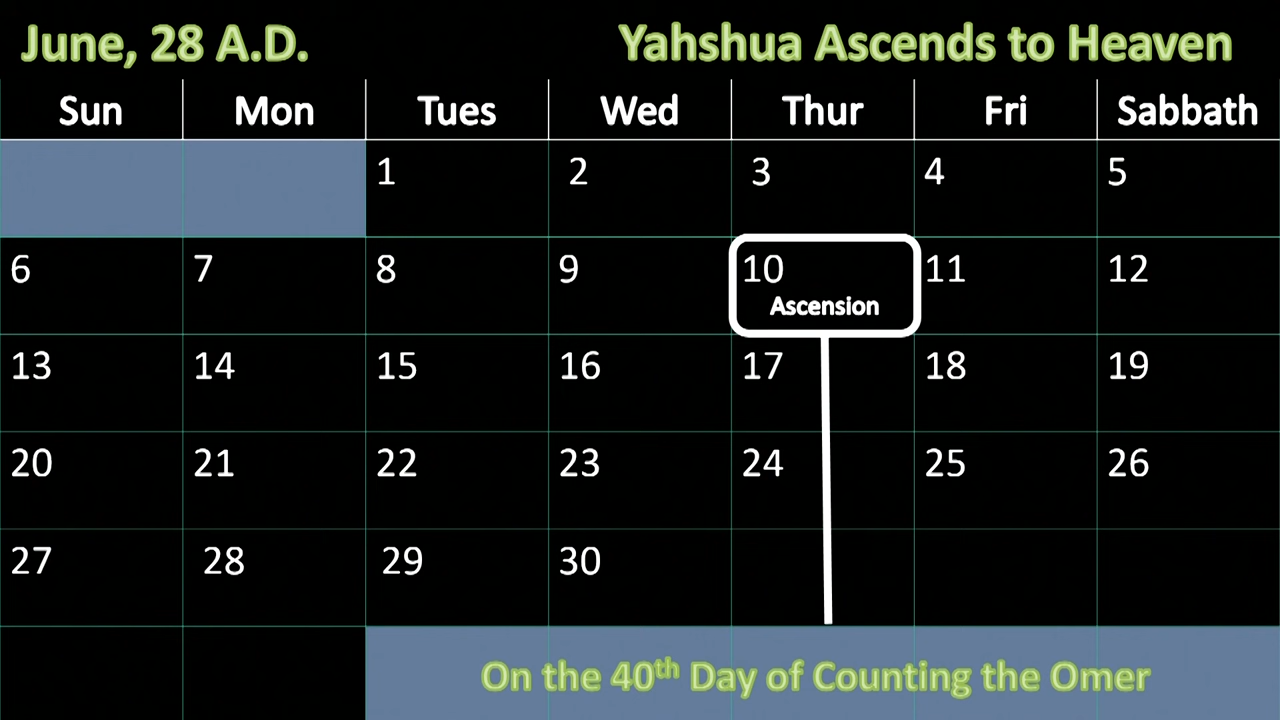 June, 28 A.D. Yahshua Ascends to Heaven
Sun Mon Tues Wed Thur Fri Sabbath
1 2 3 4 5
6 7 8 9 10 11 12
Ascension
13 14 15 16 17 18 19
20 21 22 23 24 25 26
27 28 29 30
On the 40th Day of Counting the Omer